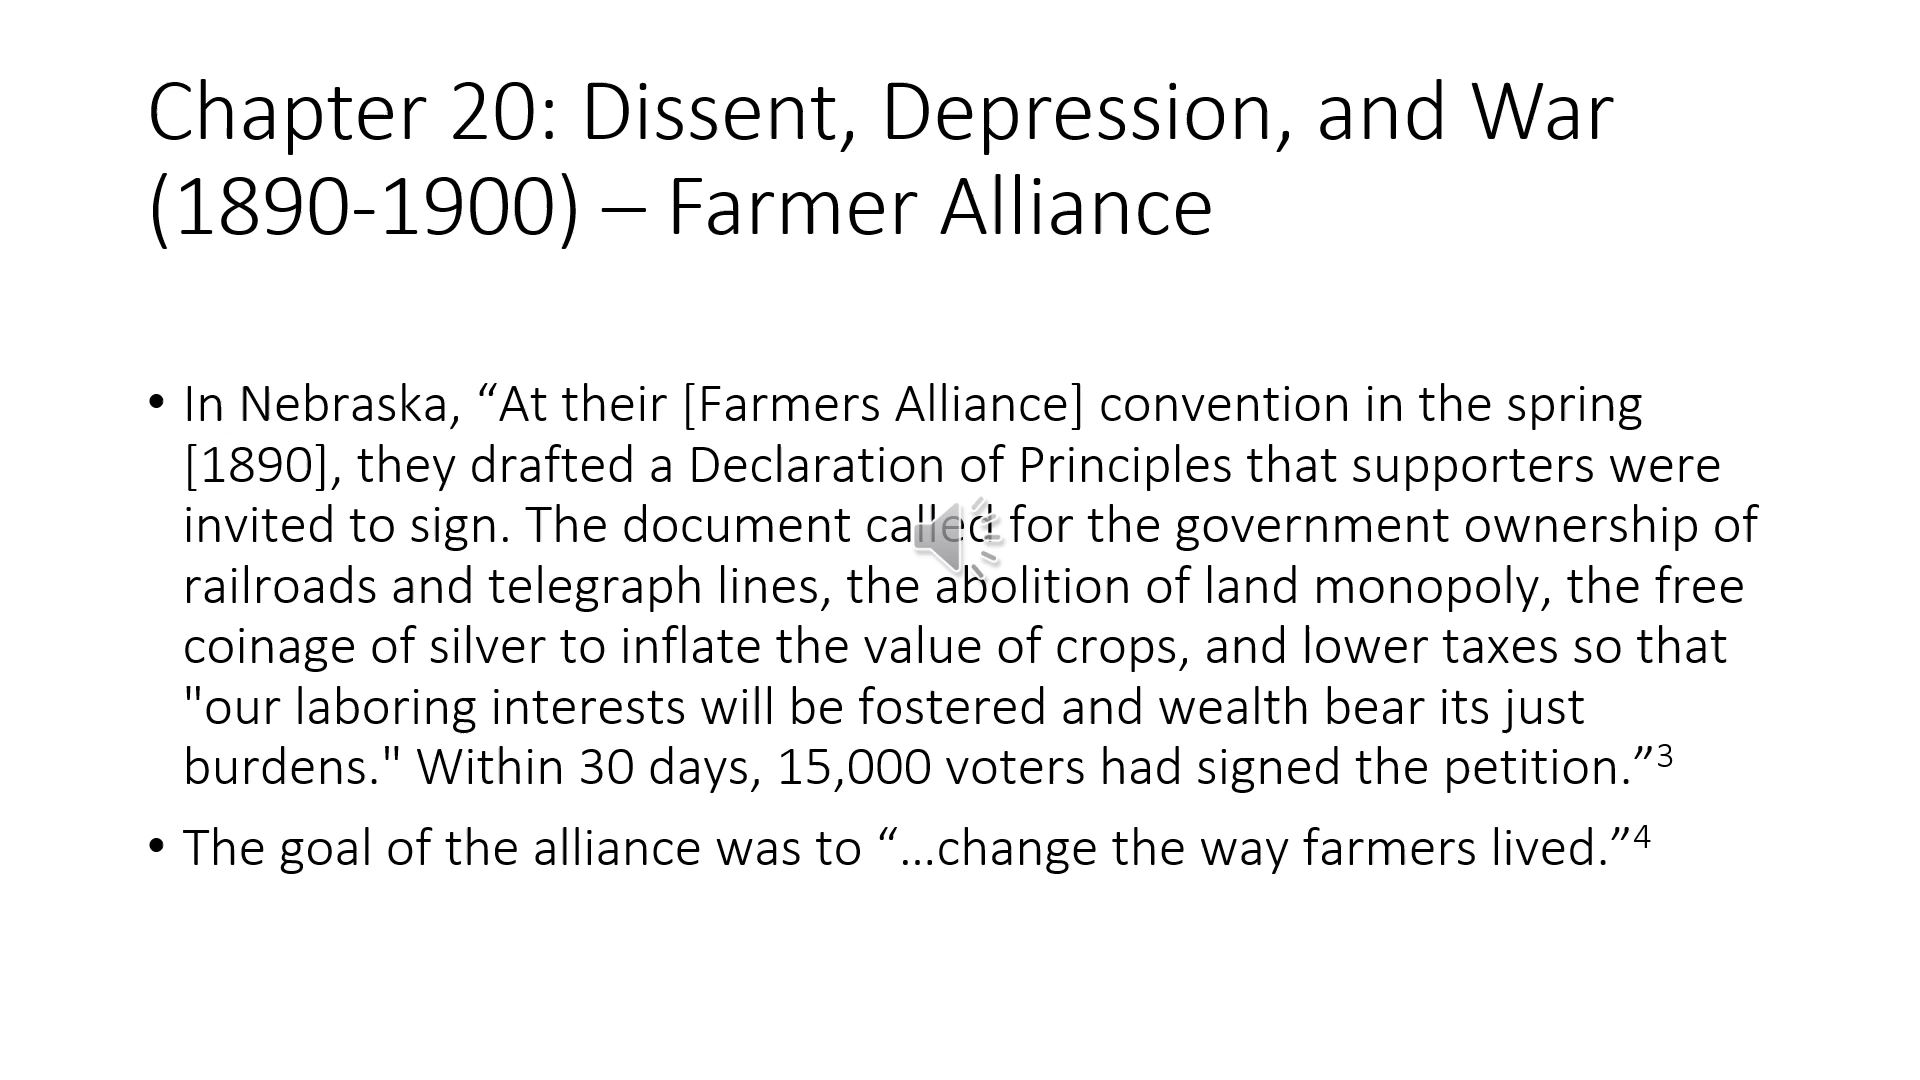 Chapter 20: Dissent, Depression, and War
(1890-1900) – Farmer Alliance
• In Nebraska, “At their [Farmers Alliance] convention in the spring
[1890], they drafted a Declaration of Principles that supporters were
invited to sign. The document called for the government ownership of
railroads and telegraph lines, the abolition of land monopoly, the free
coinage of silver to inflate the value of crops, and lower taxes so that
"our laboring interests will be fostered and wealth bear its just
burdens." Within 30 days, 15,000 voters had signed the petition.”3
• The goal of the alliance was to “…change the way farmers lived.”4